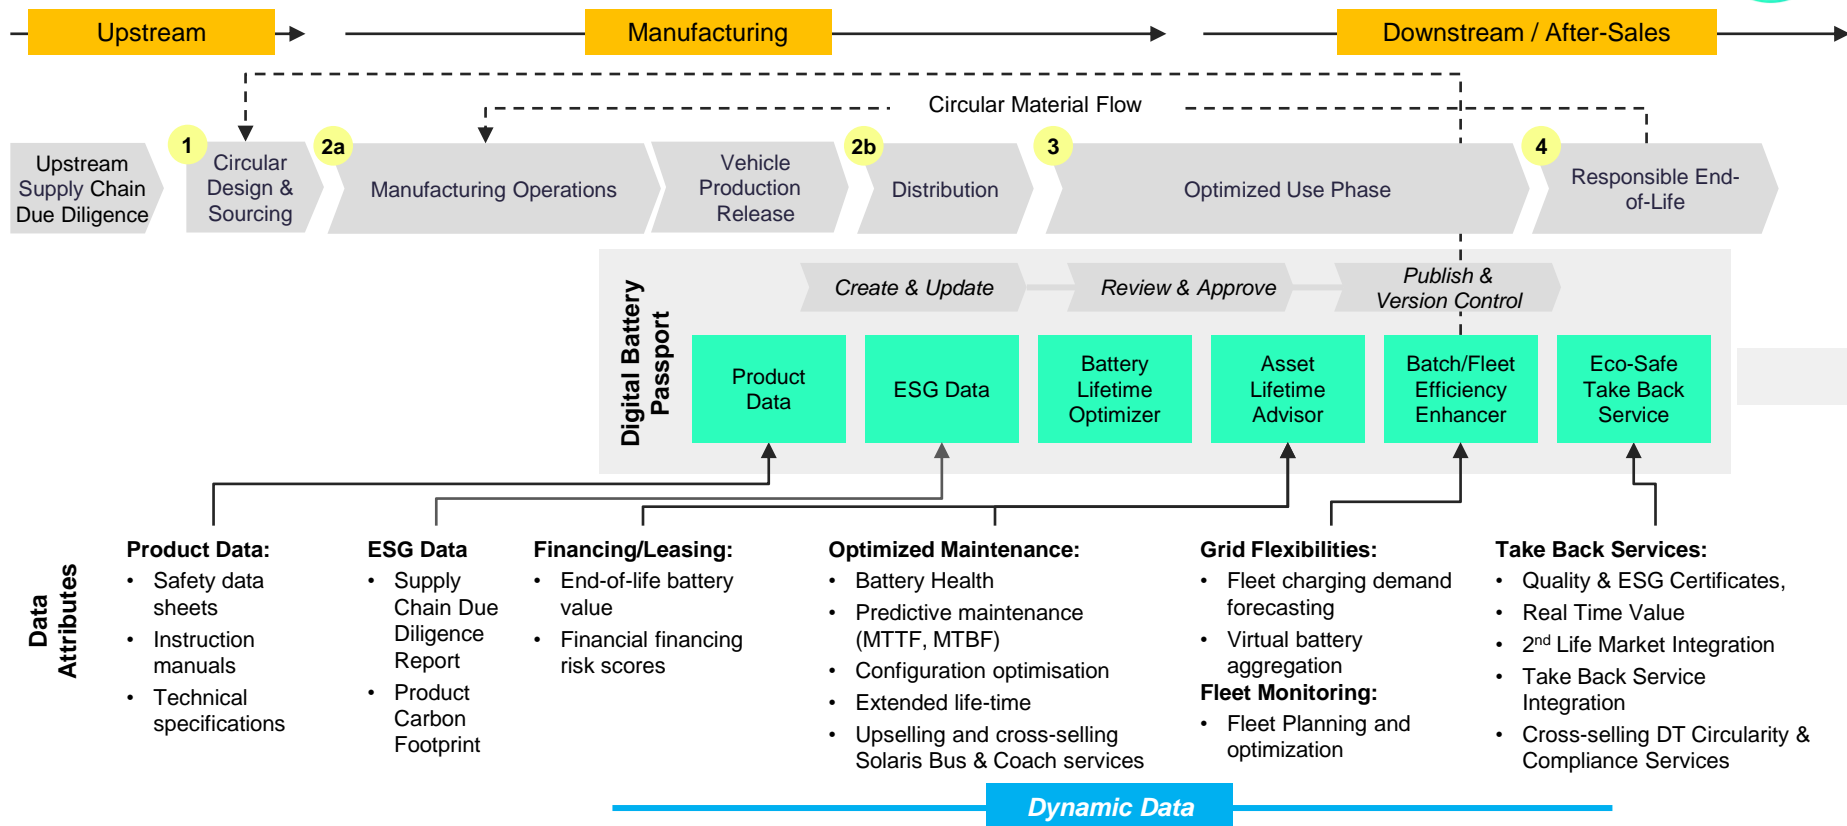 Upstream
Manufacturing
Downstream / After-Sales
Circular Material Flow
Upstream
Supply Chain
Due Diligence
1
Circular
Design &
Sourcing
2a
Manufacturing Operations
Vehicle
Production
Release
2b
Distribution
3
Optimized Use Phase
4
Responsible End-
of-Life
Digital Battery
Passport
Create & Update
Review & Approve
Publish &
Version Control
Product
Data
ESG Data
Battery
Lifetime
Optimizer
Asset
Lifetime
Advisor
Batch/Fleet
Efficiency
Enhancer
Eco-Safe
Take Back
Service
Data
Attributes
Product Data:
• Safety data
sheets
• Instruction
manuals
• Technical
specifications
ESG Data
• Supply
Chain Due
Diligence
Report
• Product
Carbon
Footprint
Financing/Leasing:
• End-of-life battery
value
• Financial financing
risk scores
Optimized Maintenance:
• Battery Health
• Predictive maintenance
(MTTF, MTBF)
• Configuration optimisation
• Extended life-time
• Upselling and cross-selling
Solaris Bus & Coach services
Grid Flexibilities:
• Fleet charging demand
forecasting
• Virtual battery
aggregation
Fleet Monitoring:
• Fleet Planning and
optimization
Take Back Services:
• Quality & ESG Certificates,
• Real Time Value
• 2nd Life Market Integration
• Take Back Service
Integration
• Cross-selling DT Circularity &
Compliance Services
Dynamic Data